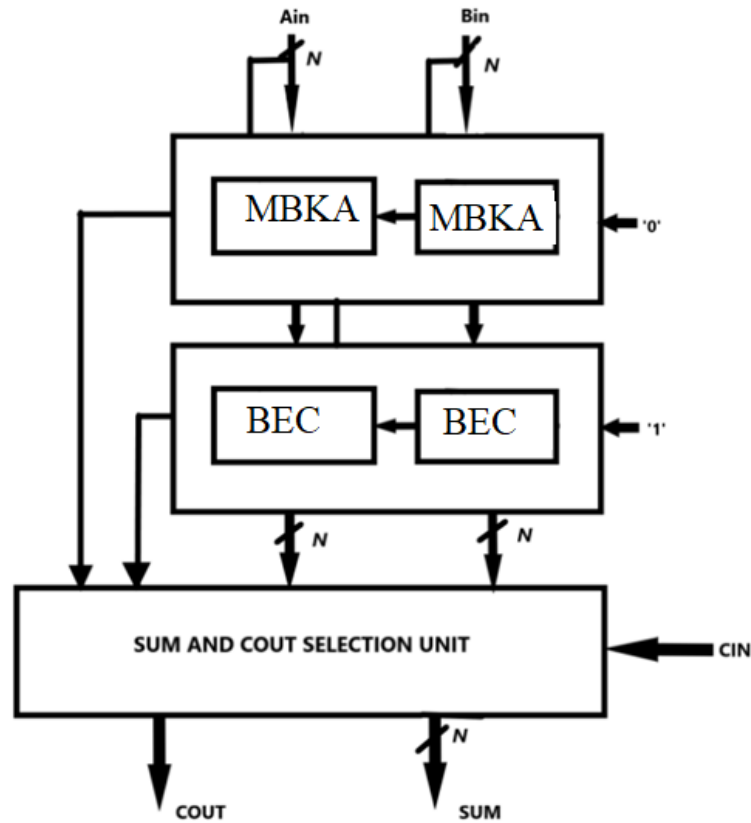 Ain
Bin
N
N
MBKA
MBKA
'0'
BEC
BEC
'1'
N
N
SUM AND COUT SELECTION UNIT
CIN
N
COUT
SUM